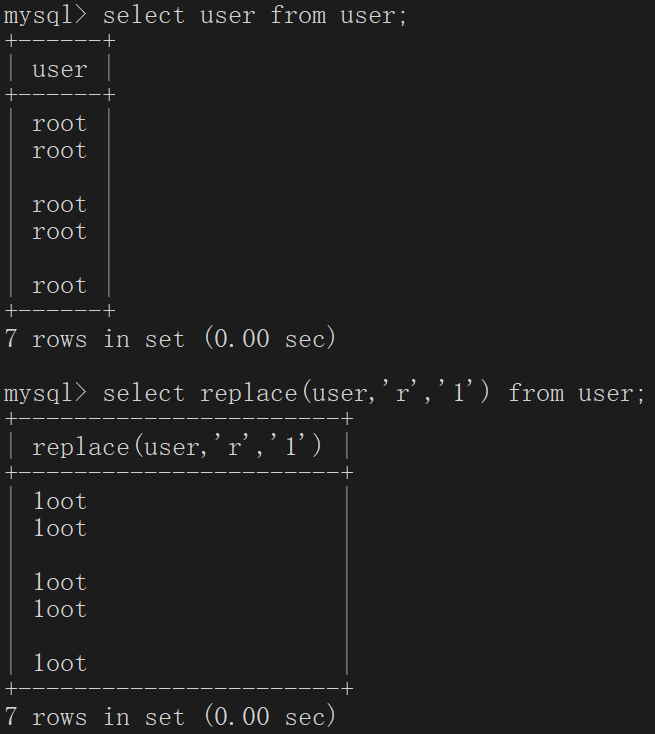 mysql> select user from user;
+------+
| user |
+------+
| root |
| root |
|      |
| root |
| root |
|      |
| root |
+------+
7 rows in set (0.00 sec)
mysql> select replace(user,'r','l') from user;
+-----------------------+
| replace(user,'r','l') |
+-----------------------+
| loot                  |
| loot                  |
|                       |
| loot                  |
| loot                  |
|                       |
| loot                  |
+-----------------------+
7 rows in set (0.00 sec)